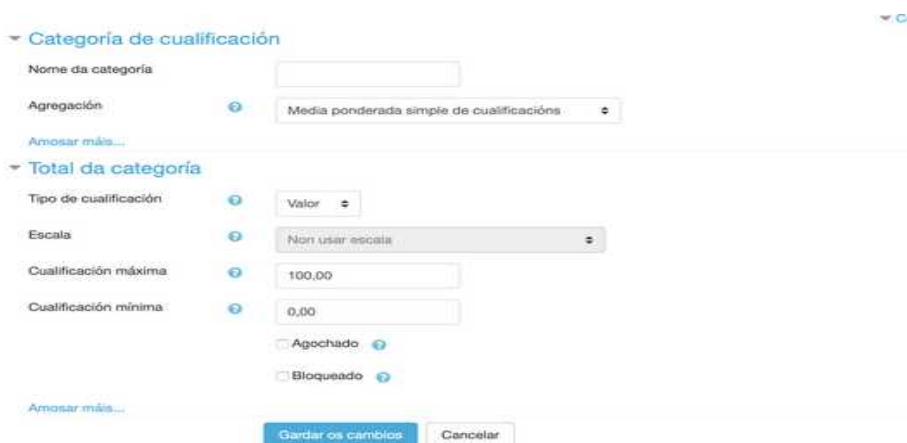 Categoría de cualificación
Nome da categoría
Agregación Media ponderada simple de cualificacións
Amosar máis...
Total da categoría
Tipo de cualificación Valor
Escala Non usar escala
Cualificación máxima 100,00
Cualificación mínima 0,00
Agochado
Bloqueado
Amosar máis...
Gardar os cambios Cancelar